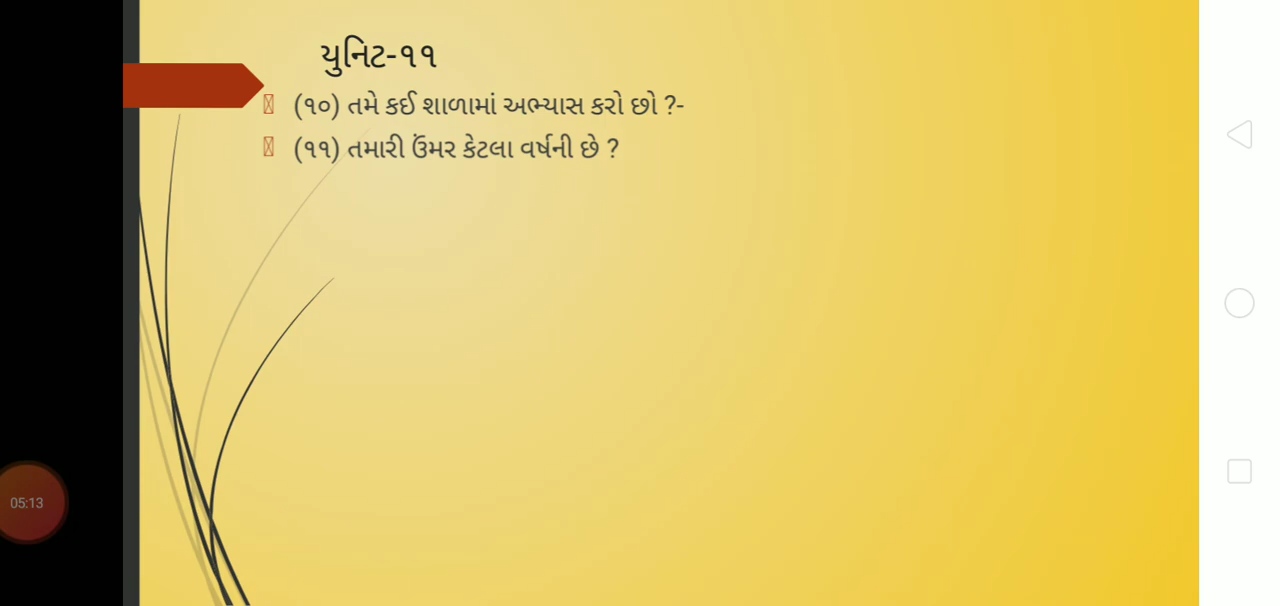 યુનિટ-૧૧
(૧૦) તમે કઈ શાળામાં અભ્યાસ કરો છો ?-
(૧૧) તમારી ઉંમર કેટલા વર્ષની છે ?
05:13